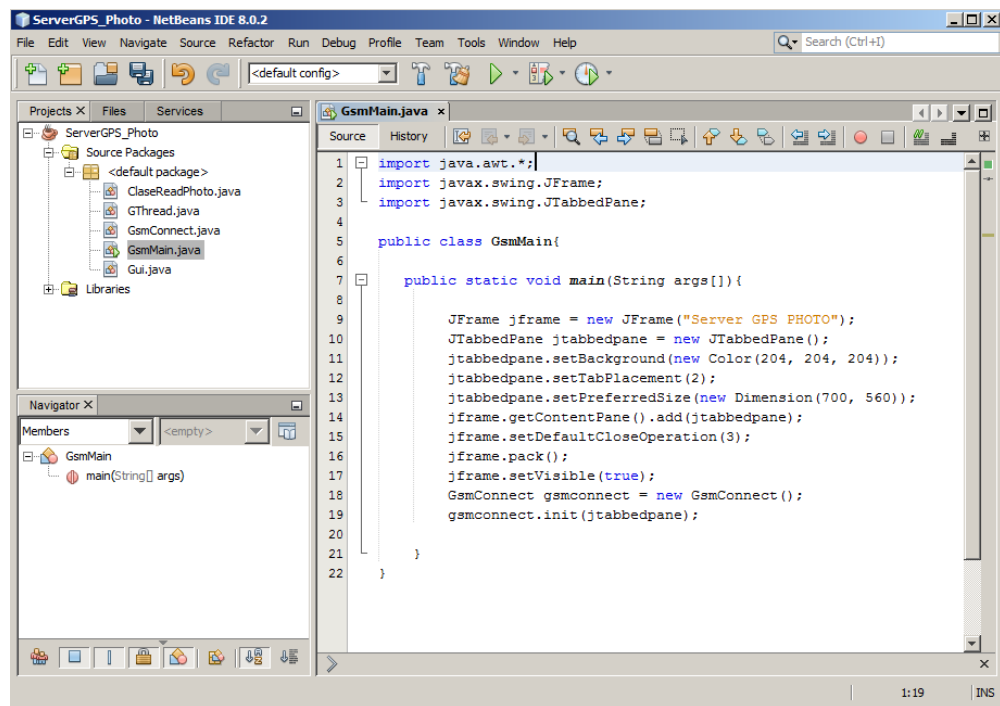 ServerGPS_Photo - NetBeans IDE 8.0.2
File Edit View Navigate Source Refactor Run Debug Profile Team Tools Window Help
Search (Ctrl+I)
<default config>
Projects Files Services
ServerGPS_Photo
Source Packages
<default package>
ClaseReadPhoto.java
GThread.java
GsmConnect.java
GsmMain.java
Gui.java
Libraries
Navigator
Members <empty>
GsmMain
main(String[] args)
GsmMain.java
Source History
1 import java.awt.*;
2 import javax.swing.JFrame;
3 import javax.swing.JTabbedPane;
4
5 public class GsmMain{
6
7 public static void main(String args[]){
8
9 JFrame jframe = new JFrame("Server GPS PHOTO");
10 JTabbedPane jtabbedpane = new JTabbedPane();
11 jtabbedpane.setBackground(new Color(204, 204, 204));
12 jtabbedpane.setTabPlacement(2);
13 jtabbedpane.setPreferredSize(new Dimension(700, 560));
14 jframe.getContentPane().add(jtabbedpane);
15 jframe.setDefaultCloseOperation(3);
16 jframe.pack();
17 jframe.setVisible(true);
18 GsmConnect gsmconnect = new GsmConnect();
19 gsmconnect.init(jtabbedpane);
20
21 }
22 }
1:19 INS